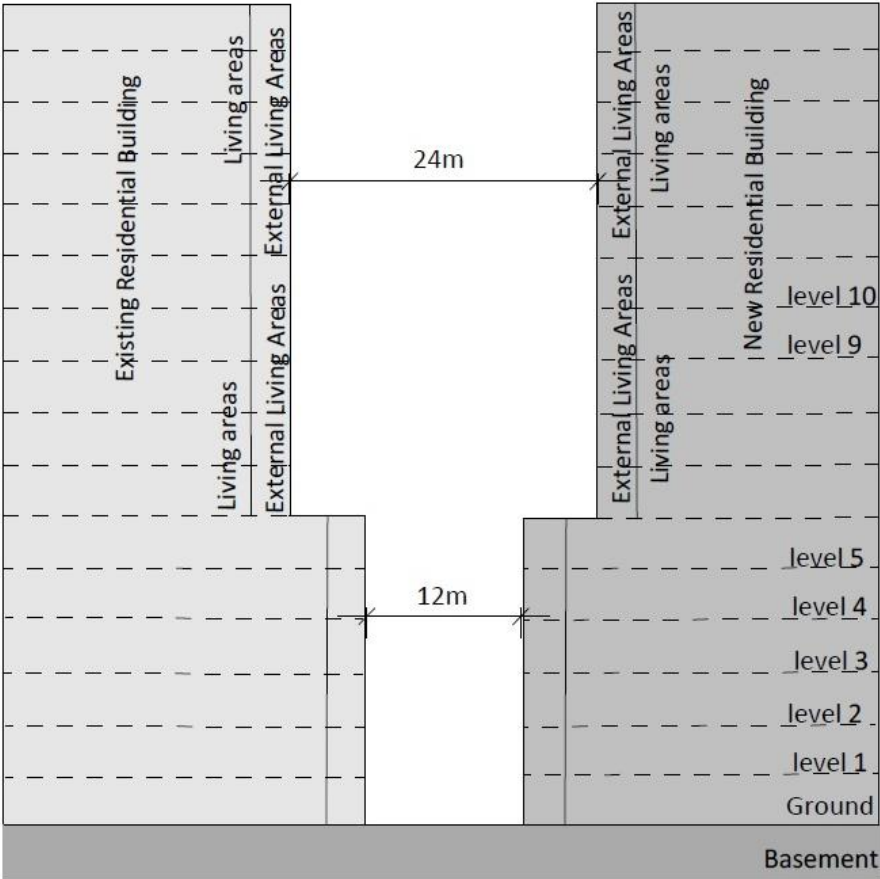 Existing Residential Building
Living areas
External Living Areas
Living areas
External Living Areas
24m
External Living Areas
Living areas
New Residential Building
External Living Areas
Living areas
level 10
level 9
level 5
12m
level 4
level 3
level 2
level 1
Ground
Basement